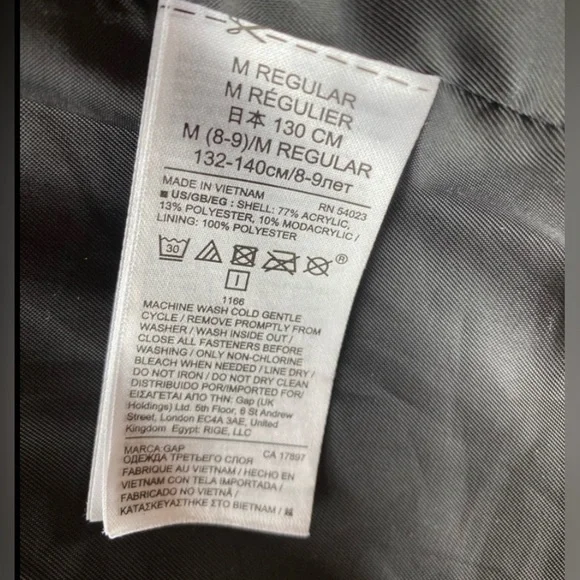 M REGULAR
M RÉGULIER
日本 130 CM
M (8-9)/M REGULAR
132-140см/8-9лет
MADE IN VIETNAM RN 54023
■ US/GB/EG : SHELL: 77% ACRYLIC,
13% POLYESTER, 10% MODACRYLIC /
LINING: 100% POLYESTER
30 ®
I
1166
MACHINE WASH COLD GENTLE
CYCLE / REMOVE PROMPTLY FROM
WASHER / WASH INSIDE OUT /
CLOSE ALL FASTENERS BEFORE
WASHING / ONLY NON-CHLORINE
BLEACH WHEN NEEDED / LINE DRY /
DO NOT IRON / DO NOT DRY CLEAN
DISTRIBUIDO POR/IMPORTED FOR/
ΕΙΣΑΓΕΤΑΙ ΑΠΟ ΤΗΝ: Gap (UK
Holdings) Ltd. 5th Floor, 6 St Andrew
Street, London EC4A 3AE, United
Kingdom Egypt: RIGE, LLC
MARCA GAP CA 17897
ОДЕЖДА ТРЕТЬЕГО СЛОЯ
FABRIQUÉ AU VIETNAM / HECHO EN
VIETNAM CON TELA IMPORTADA /
FABRICADO NO VIETNÃ /
ΚΑΤΑΣΚΕΥΑΣΤΗΚΕ ΣΤΟ ΒΙΕΤΝΑΜ /